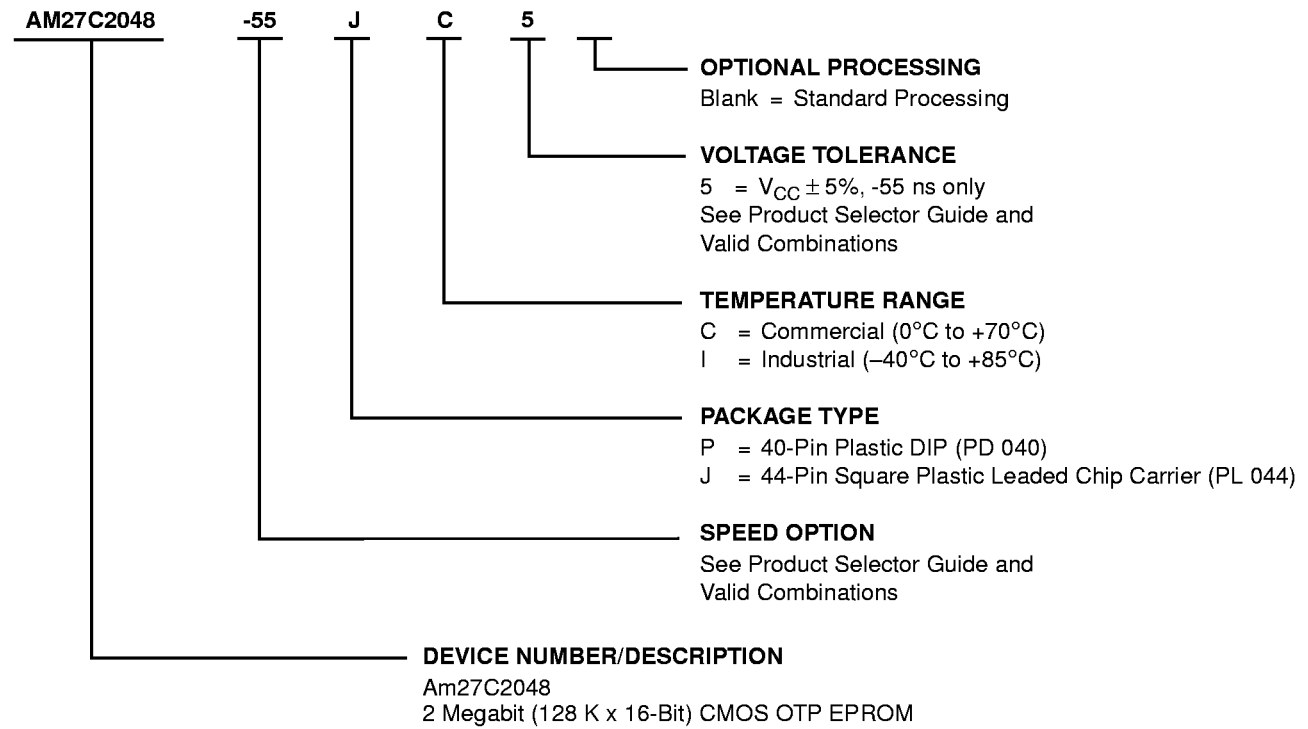 AM27C2048 -55 J C 5
OPTIONAL PROCESSING
Blank = Standard Processing
VOLTAGE TOLERANCE
5 = VCC ± 5%, -55 ns only
See Product Selector Guide and
Valid Combinations
TEMPERATURE RANGE
C = Commercial (0°C to +70°C)
I = Industrial (–40°C to +85°C)
PACKAGE TYPE
P = 40-Pin Plastic DIP (PD 040)
J = 44-Pin Square Plastic Leaded Chip Carrier (PL 044)
SPEED OPTION
See Product Selector Guide and
Valid Combinations
DEVICE NUMBER/DESCRIPTION
Am27C2048
2 Megabit (128 K x 16-Bit) CMOS OTP EPROM